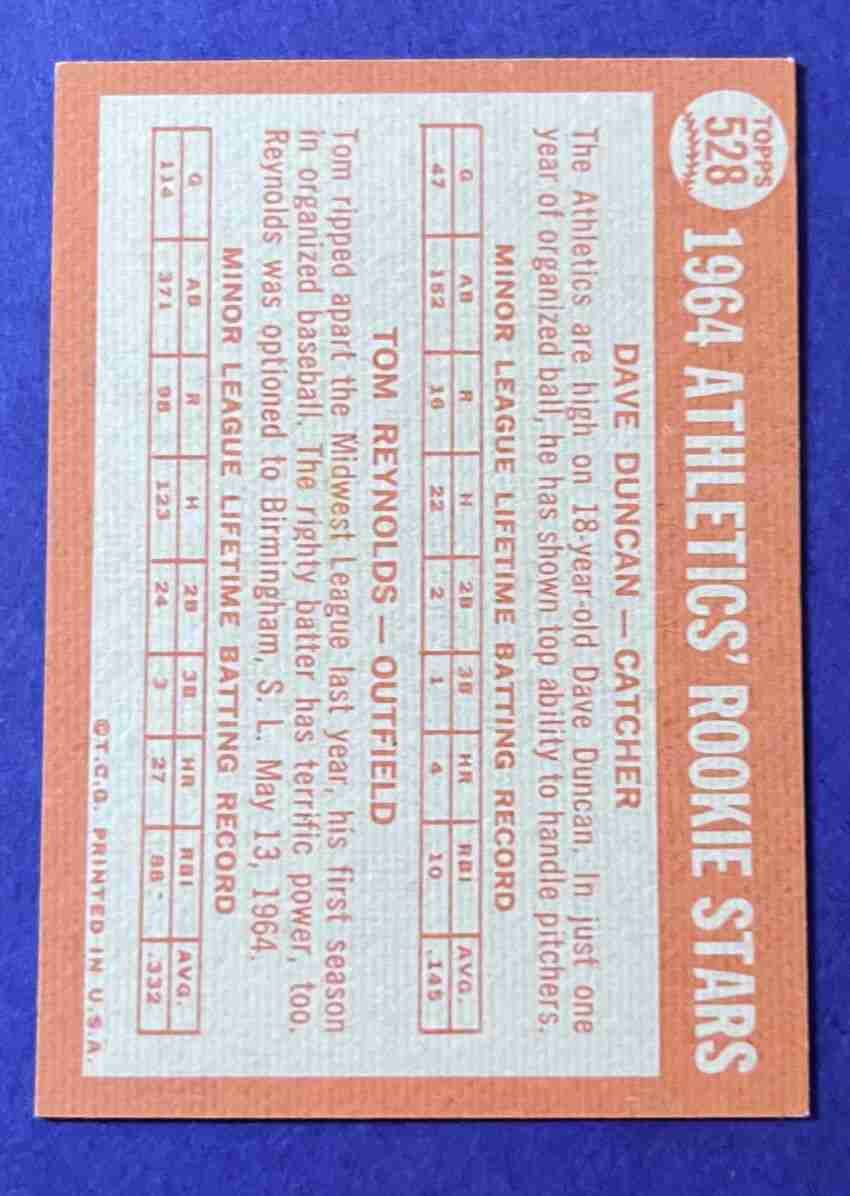 TOPPS
528
1964 ATHLETICS' ROOKIE STARS
DAVE DUNCAN — CATCHER
The Athletics are high on 18-year-old Dave Duncan. In just one
year of organized ball, he has shown top ability to handle pitchers.
MINOR LEAGUE LIFETIME BATTING RECORD
G AB R H 2B 3B HR RBI AVG.
47 152 16 22 2 1 4 10 .145
TOM REYNOLDS — OUTFIELD
Tom ripped apart the Midwest League last year, his first season
in organized baseball. The righty batter has terrific power, too.
Reynolds was optioned to Birmingham, S. L. May 13, 1964.
MINOR LEAGUE LIFETIME BATTING RECORD
G AB R H 2B 3B HR RBI AVG.
114 371 98 123 24 3 27 86 .332
©T.C.G. PRINTED IN U.S.A.